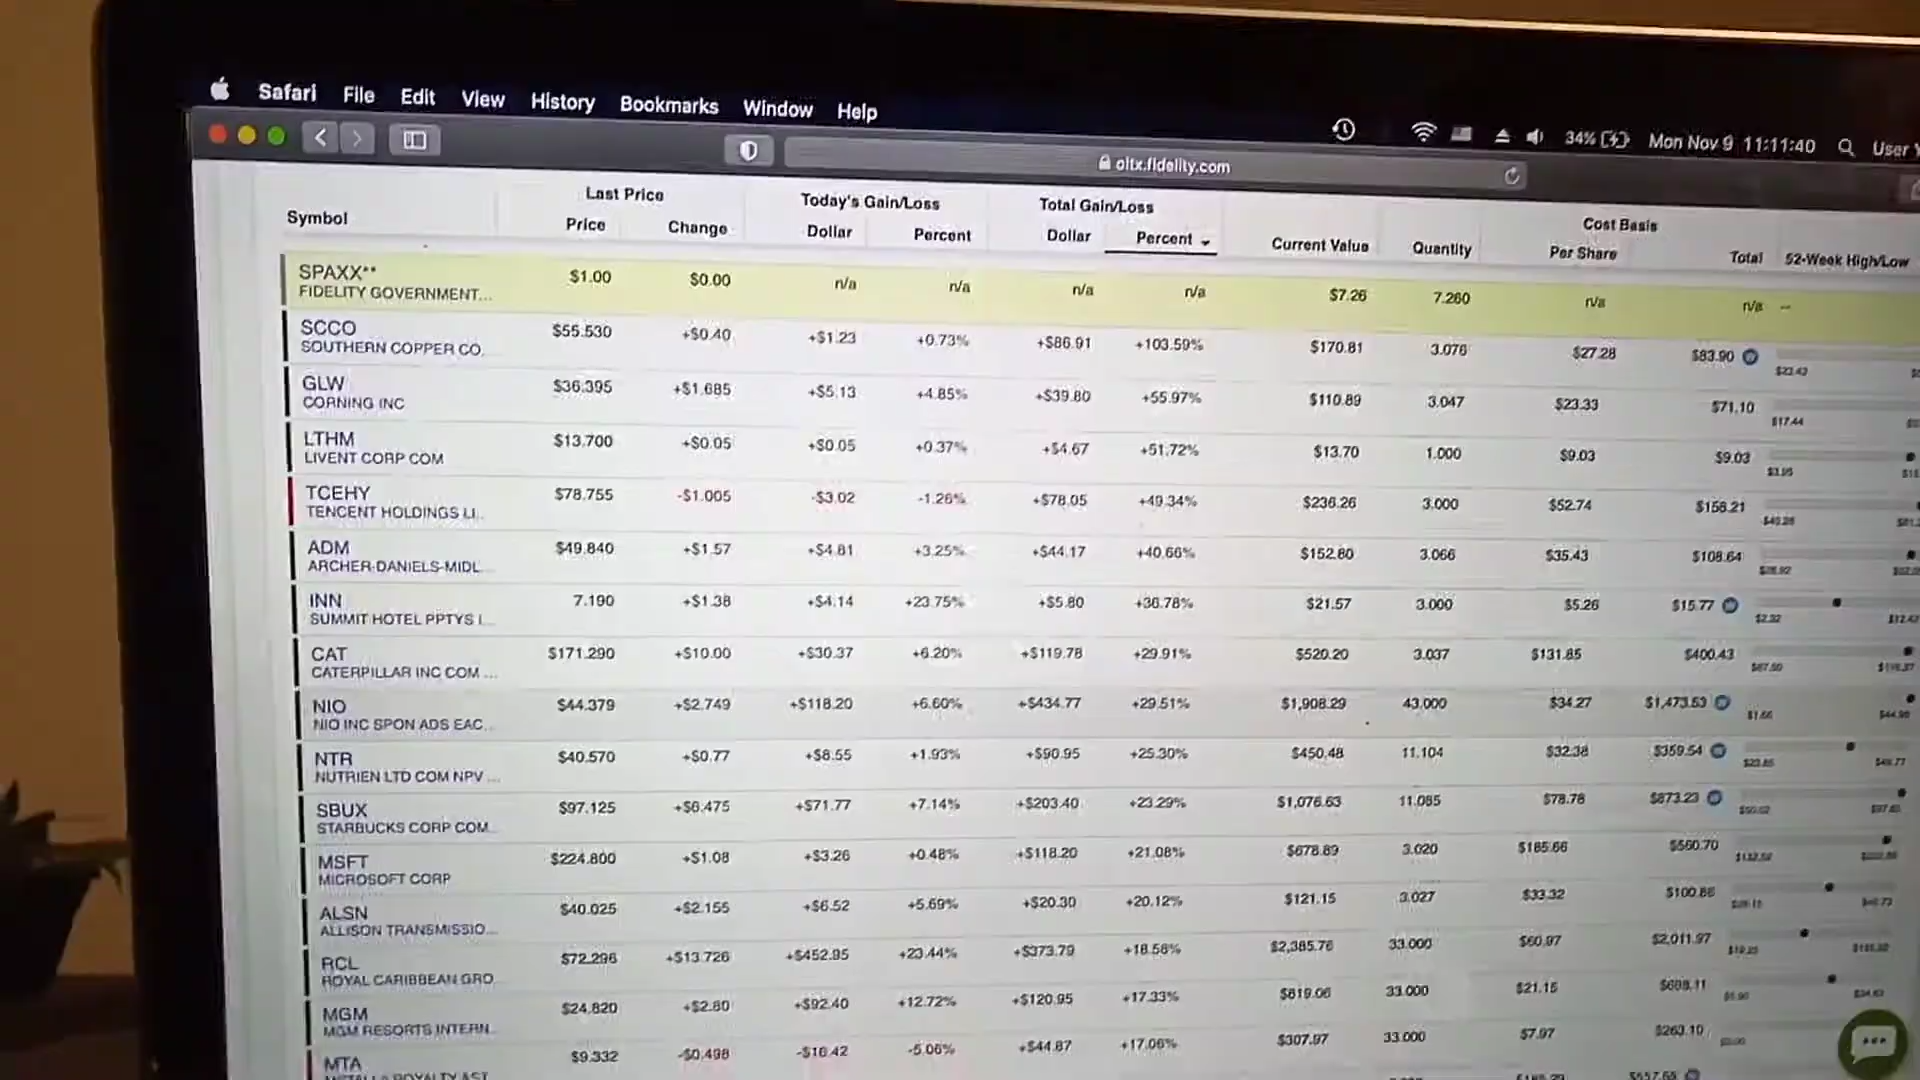 Safari File Edit View History Bookmarks Window Help
34% Mon Nov 9 11:11:40 User
oltx.fidelity.com
Last Price Today's Gain/Loss Total Gain/Loss Cost Basis
Symbol Price Change Dollar Percent Dollar Percent Current Value Quantity Per Share Total 52-Week High/Low
SPAXX** $1.00 $0.00 n/a n/a n/a n/a $7.26 7.260 n/a n/a --
FIDELITY GOVERNMENT...
SCCO $55.530 +$0.40 +$1.23 +0.73% +$86.91 +103.59% $170.81 3.076 $27.28 $83.90
SOUTHERN COPPER CO.
GLW $36.395 +$1.685 +$5.13 +4.85% +$39.80 +55.97% $110.89 3.047 $23.33 $71.10
CORNING INC $17.44
LTHM $13.700 +$0.05 +$0.05 +0.37% +$4.67 +51.72% $13.70 1.000 $9.03 $9.03
LIVENT CORP COM
TCEHY $78.755 -$1.005 -$3.02 -1.26% +$78.05 +49.34% $236.26 3.000 $52.74 $158.21
TENCENT HOLDINGS LI..
ADM $49.840 +$1.57 +$4.81 +3.25% +$44.17 +40.66% $152.80 3.066 $35.43 $108.64
ARCHER-DANIELS-MIDL...
INN 7.190 +$1.38 +$4.14 +23.75% +$5.80 +36.78% $21.57 3.000 $5.26 $15.77
SUMMIT HOTEL PPTYS I...
CAT $171.290 +$10.00 +$30.37 +6.20% +$119.78 +29.91% $520.20 3.037 $131.85 $400.43
CATERPILLAR INC COM ...
NIO $44.379 +$2.749 +$118.20 +6.60% +$434.77 +29.51% $1,908.29 43.000 $34.27 $1,473.53
NIO INC SPON ADS EAC...
NTR $40.570 +$0.77 +$8.55 +1.93% +$90.95 +25.30% $450.48 11.104 $32.38 $359.54
NUTRIEN LTD COM NPV ...
SBUX $97.125 +$6.475 +$71.77 +7.14% +$203.40 +23.29% $1,076.63 11.085 $78.78 $873.23
STARBUCKS CORP COM...
MSFT $224.800 +$1.08 +$3.26 +0.48% +$118.20 +21.08% $678.89 3.020 $185.66 $560.70
MICROSOFT CORP
ALSN $40.025 +$2.155 +$6.52 +5.69% +$20.30 +20.12% $121.15 3.027 $33.32 $100.86
ALLISON TRANSMISSIO...
RCL $72.296 +$13.726 +$452.95 +23.44% +$373.79 +18.58% $2,385.76 33.000 $60.97 $2,011.97
ROYAL CARIBBEAN GRO
MGM $24.820 +$2.80 +$92.40 +12.72% +$120.95 +17.33% $819.06 33.000 $21.15 $698.11
MGM RESORTS INTERN...
MTA $9.332 -$0.498 -$16.42 -5.06% +$44.87 +17.06% $307.97 33.000 $7.97 $263.10